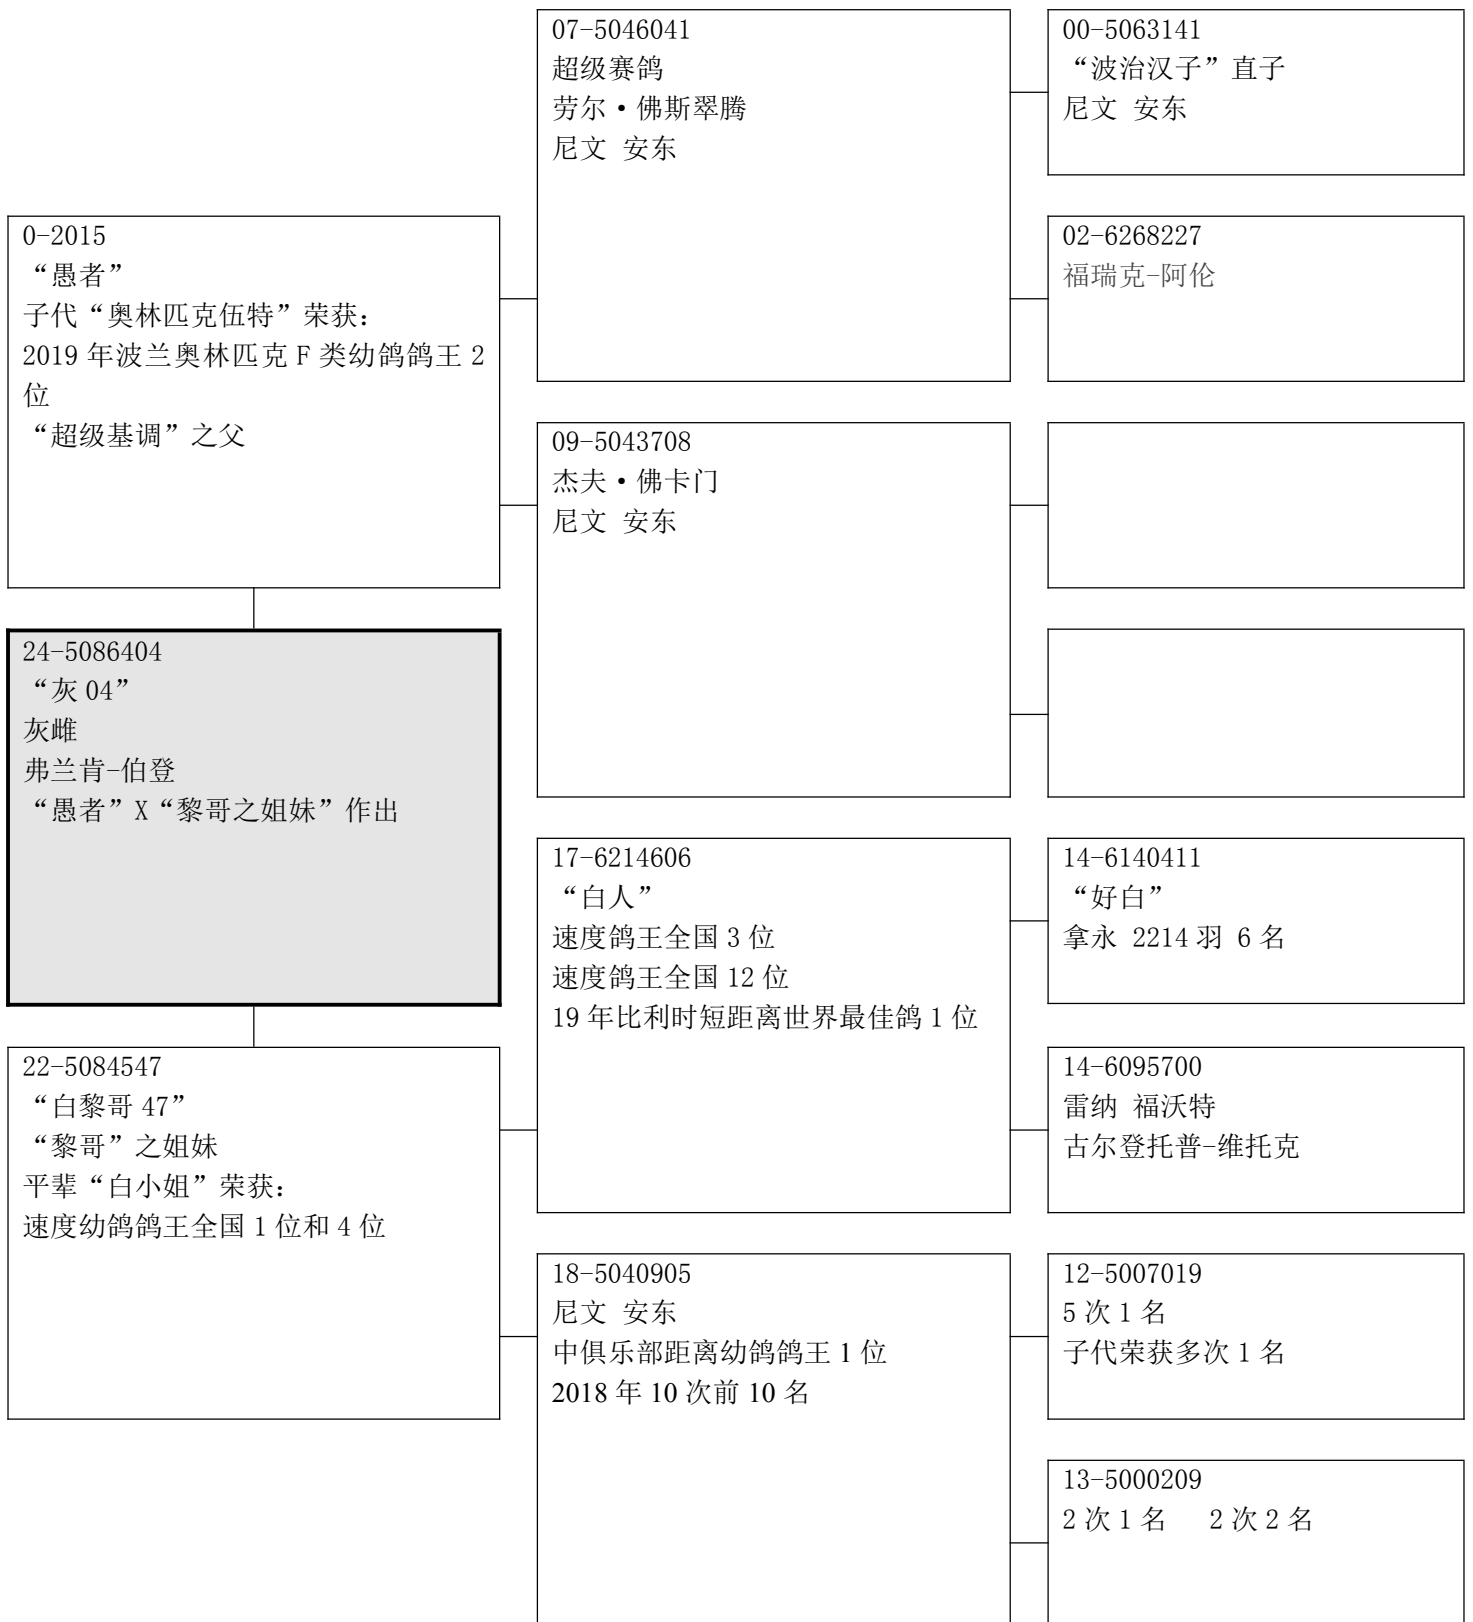 07-5046041
超级赛鸽
劳尔·佛斯翠腾
尼文 安东
00-5063141
“波治汉子”直子
尼文 安东
0-2015
“愚者”
子代“奥林匹克伍特”荣获：
2019 年波兰奥林匹克 F 类幼鸽鸽王 2
位
“超级基调”之父
02-6268227
福瑞克-阿伦
09-5043708
杰夫·佛卡门
尼文 安东
24-5086404
“灰 04”
灰雌
弗兰肯-伯登
“愚者”X“黎哥之姐妹”作出
17-6214606
“白人”
速度鸽王全国 3 位
速度鸽王全国 12 位
19 年比利时短距离世界最佳鸽 1 位
14-6140411
“好白”
拿永 2214 羽 6 名
22-5084547
“白黎哥 47”
“黎哥”之姐妹
平辈“白小姐”荣获：
速度幼鸽鸽王全国 1 位和 4 位
14-6095700
雷纳 福沃特
古尔登托普-维托克
18-5040905
尼文 安东
中俱乐部距离幼鸽鸽王 1 位
2018 年 10 次前 10 名
12-5007019
5 次 1 名
子代荣获多次 1 名
13-5000209
2 次 1 名 2 次 2 名